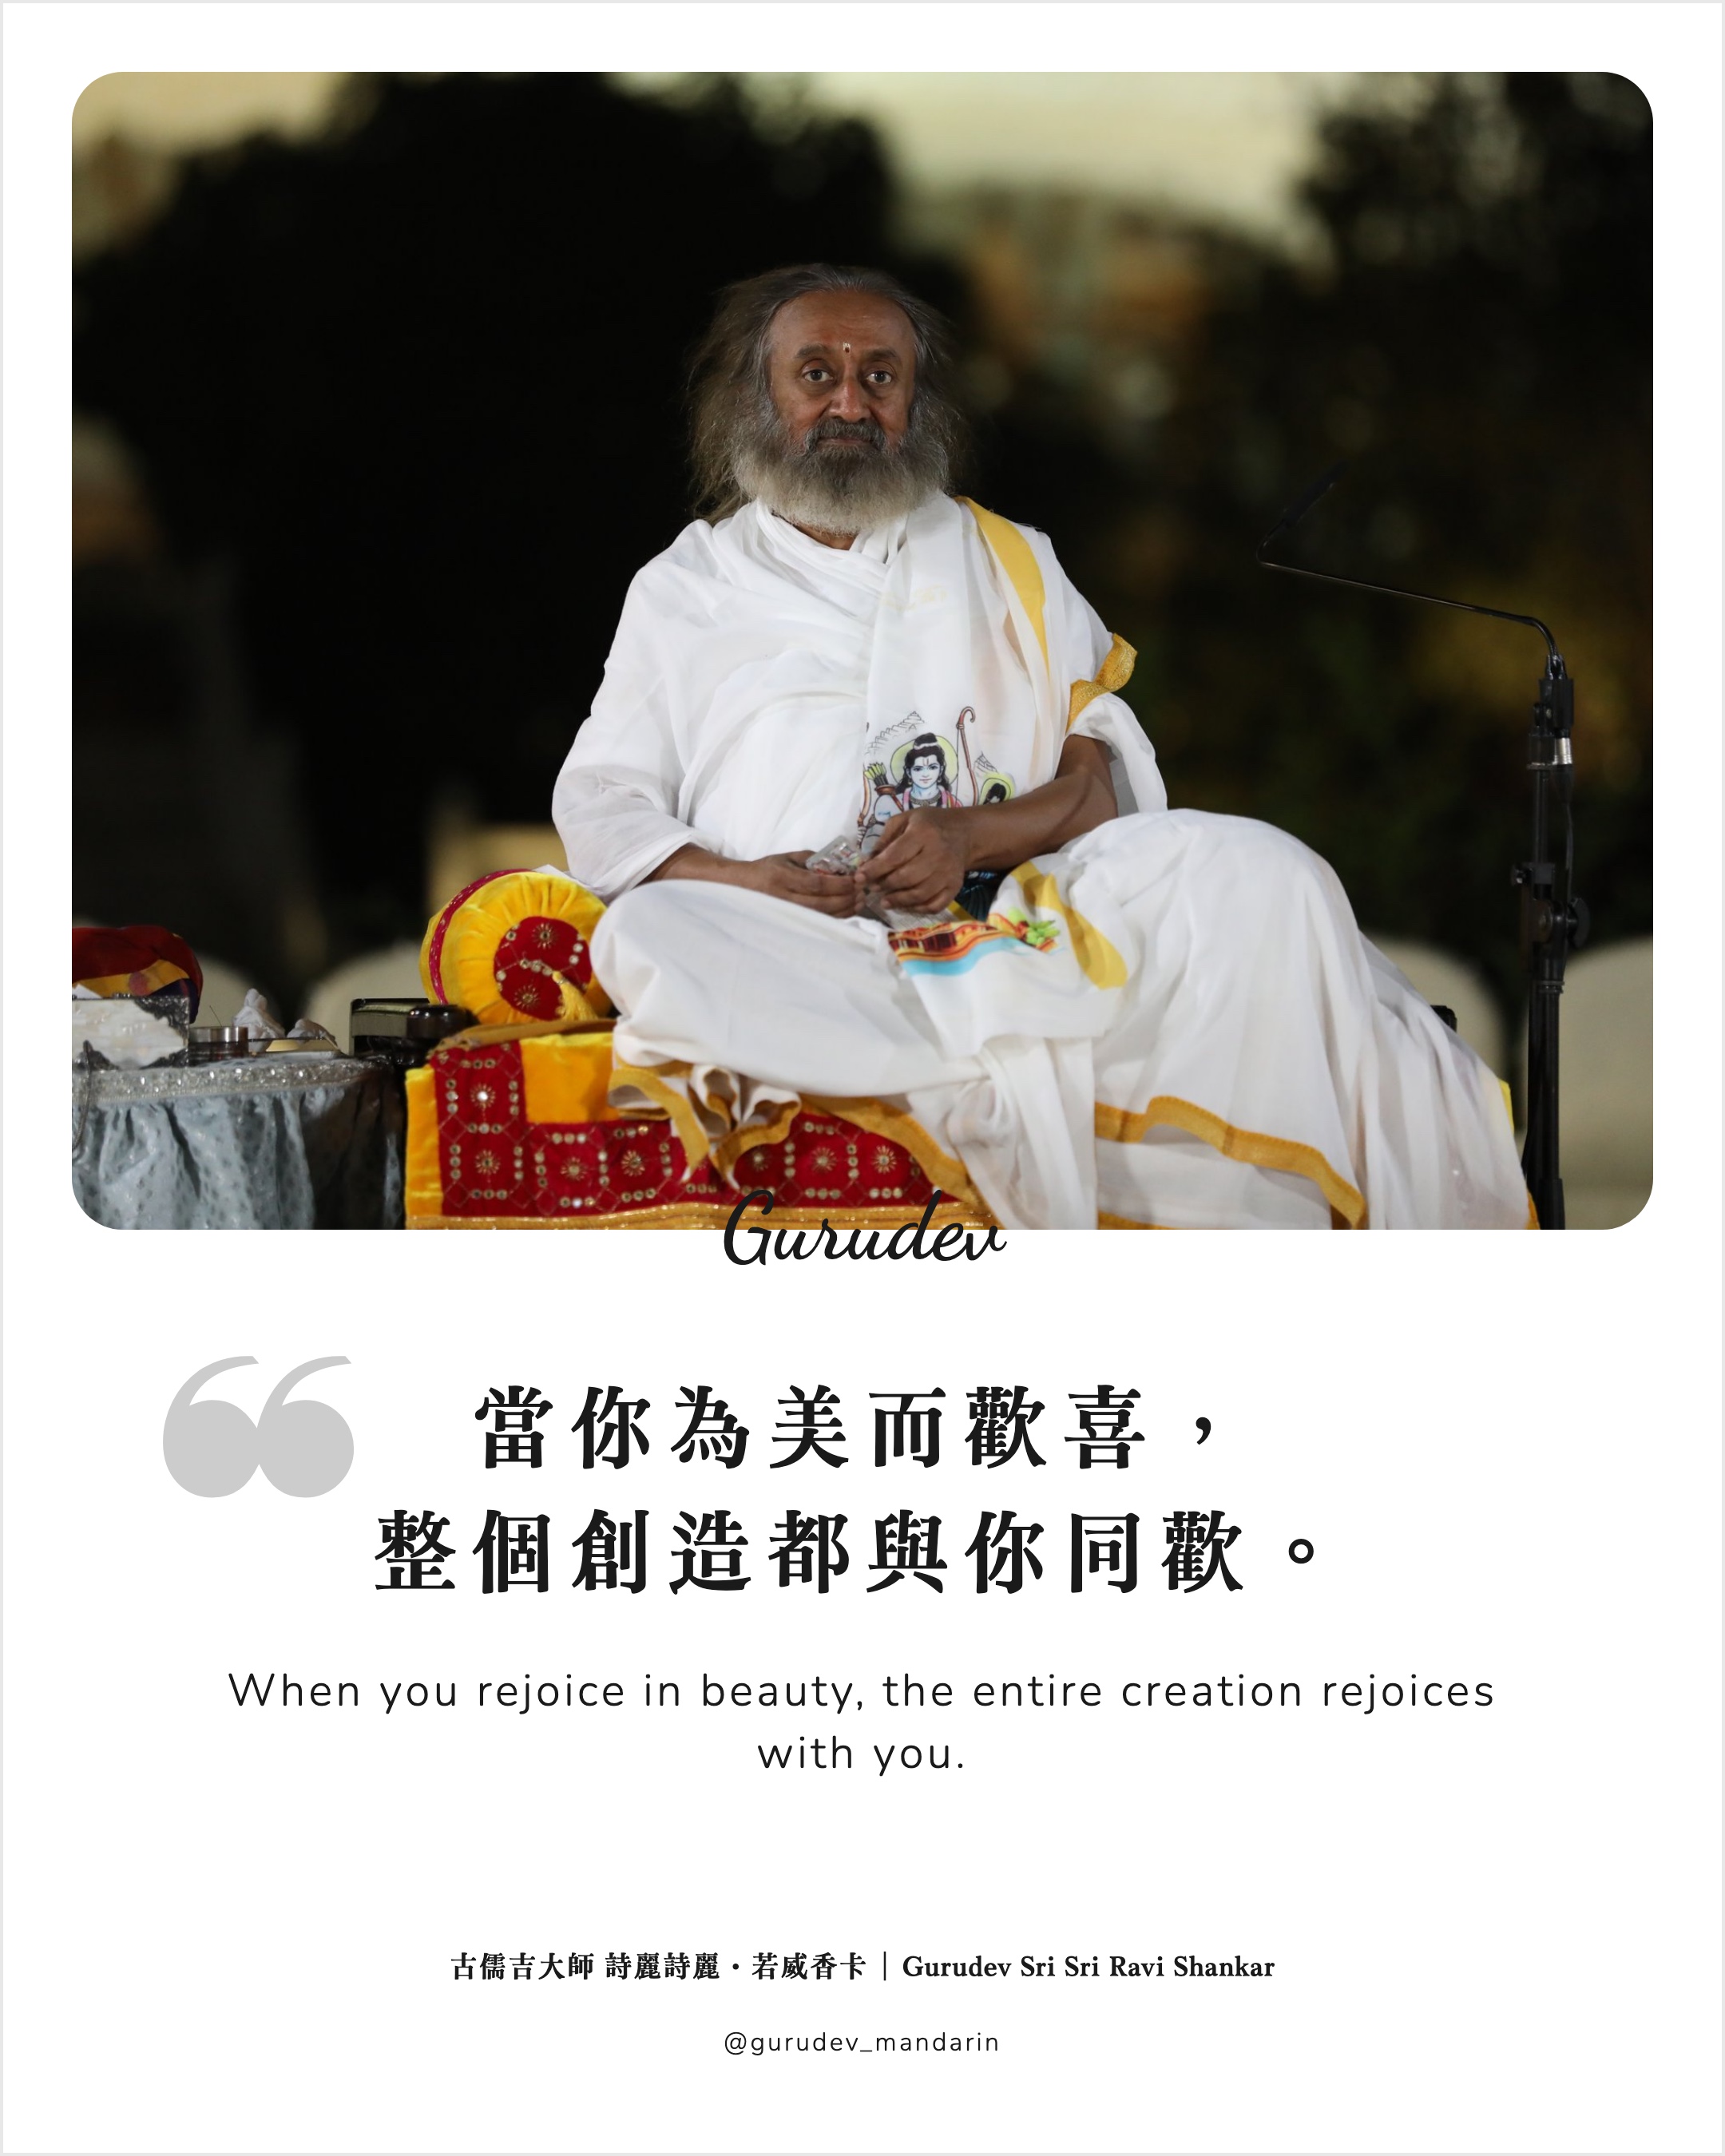 Gurudev
當你為美而歡喜，
整個創造都與你同歡。
When you rejoice in beauty, the entire creation rejoices
with you.
古儒吉大師 詩麗詩麗・若威香卡｜Gurudev Sri Sri Ravi Shankar
@gurudev_mandarin